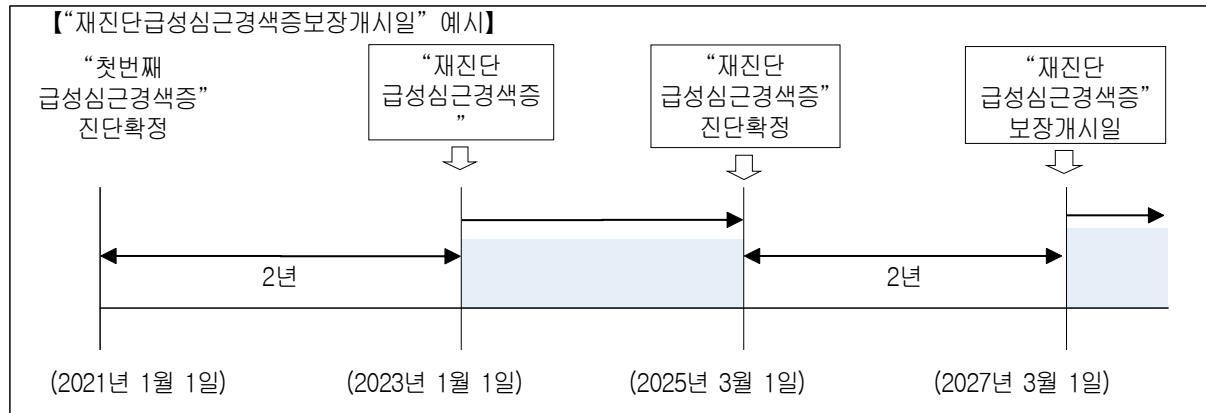 【“재진단급성심근경색증보장개시일” 예시】
“첫번째
급성심근경색증”
진단확정
“재진단
급성심근경색증
”
“재진단
급성심근경색증”
진단확정
“재진단
급성심근경색증”
보장개시일
2년
2년
(2021년 1월 1일)
(2023년 1월 1일)
(2025년 3월 1일)
(2027년 3월 1일)